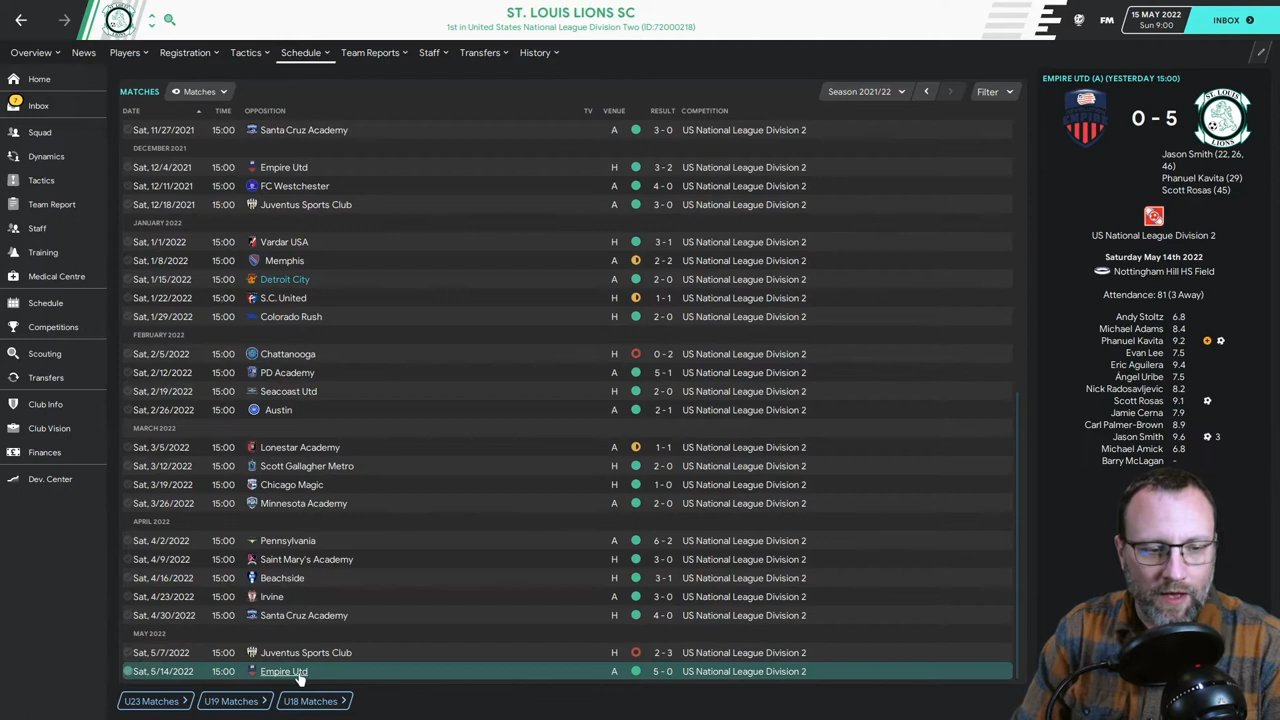 ST. LOUIS LIONS SC
1st in United States National League Division Two (ID:72000218)
FM
15 MAY 2022
Sun 9:00
INBOX
Overview
News
Players
Registration
Tactics
Schedule
Team Reports
Staff
Transfers
History
Home
7
Inbox
Squad
Dynamics
Tactics
Team Report
Staff
Training
Medical Centre
Schedule
Competitions
Scouting
Transfers
Club Info
Club Vision
Finances
Dev. Center
MATCHES
Matches
Season 2021/22
Filter
DATE TIME OPPOSITION TV VENUE RESULT COMPETITION
Sat, 11/27/2021 15:00 Santa Cruz Academy A 3 - 0 US National League Division 2
DECEMBER 2021
Sat, 12/4/2021 15:00 Empire Utd H 3 - 2 US National League Division 2
Sat, 12/11/2021 15:00 FC Westchester A 4 - 0 US National League Division 2
Sat, 12/18/2021 15:00 Juventus Sports Club A 3 - 0 US National League Division 2
JANUARY 2022
Sat, 1/1/2022 15:00 Vardar USA H 3 - 1 US National League Division 2
Sat, 1/8/2022 15:00 Memphis A 2 - 2 US National League Division 2
Sat, 1/15/2022 15:00 Detroit City A 2 - 0 US National League Division 2
Sat, 1/22/2022 15:00 S.C. United H 1 - 1 US National League Division 2
Sat, 1/29/2022 15:00 Colorado Rush H 2 - 0 US National League Division 2
FEBRUARY 2022
Sat, 2/5/2022 15:00 Chattanooga H 0 - 2 US National League Division 2
Sat, 2/12/2022 15:00 PD Academy A 5 - 1 US National League Division 2
Sat, 2/19/2022 15:00 Seacoast Utd H 2 - 0 US National League Division 2
Sat, 2/26/2022 15:00 Austin A 2 - 1 US National League Division 2
MARCH 2022
Sat, 3/5/2022 15:00 Lonestar Academy A 1 - 1 US National League Division 2
Sat, 3/12/2022 15:00 Scott Gallagher Metro H 2 - 0 US National League Division 2
Sat, 3/19/2022 15:00 Chicago Magic H 1 - 0 US National League Division 2
Sat, 3/26/2022 15:00 Minnesota Academy A 2 - 0 US National League Division 2
APRIL 2022
Sat, 4/2/2022 15:00 Pennsylvania A 6 - 2 US National League Division 2
Sat, 4/9/2022 15:00 Saint Mary's Academy H 3 - 0 US National League Division 2
Sat, 4/16/2022 15:00 Beachside H 3 - 1 US National League Division 2
Sat, 4/23/2022 15:00 Irvine A 3 - 0 US National League Division 2
Sat, 4/30/2022 15:00 Santa Cruz Academy H 4 - 0 US National League Division 2
MAY 2022
Sat, 5/7/2022 15:00 Juventus Sports Club H 2 - 3 US National League Division 2
Sat, 5/14/2022 15:00 Empire Utd A 5 - 0 US National League Division 2
U23 Matches
U19 Matches
U18 Matches
EMPIRE UTD (A) (YESTERDAY 15:00)
EMPIRE
0 - 5
ST. LOUIS
LIONS
Jason Smith (22, 26,
46)
Phanuel Kavita (29)
Scott Rosas (45)
US National League Division 2
Saturday May 14th 2022
Nottingham Hill HS Field
Attendance: 81 (3 Away)
Andy Stoltz 6.8
Michael Adams 8.4
Phanuel Kavita 9.2
Evan Lee 7.5
Eric Aguilera 9.4
Ángel Uribe 7.5
Nick Radosavljevic 8.2
Scott Rosas 9.1
Jamie Cerna 7.9
Carl Palmer-Brown 8.9
Jason Smith 9.6 3
Michael Amick 6.8
Barry McLagan -